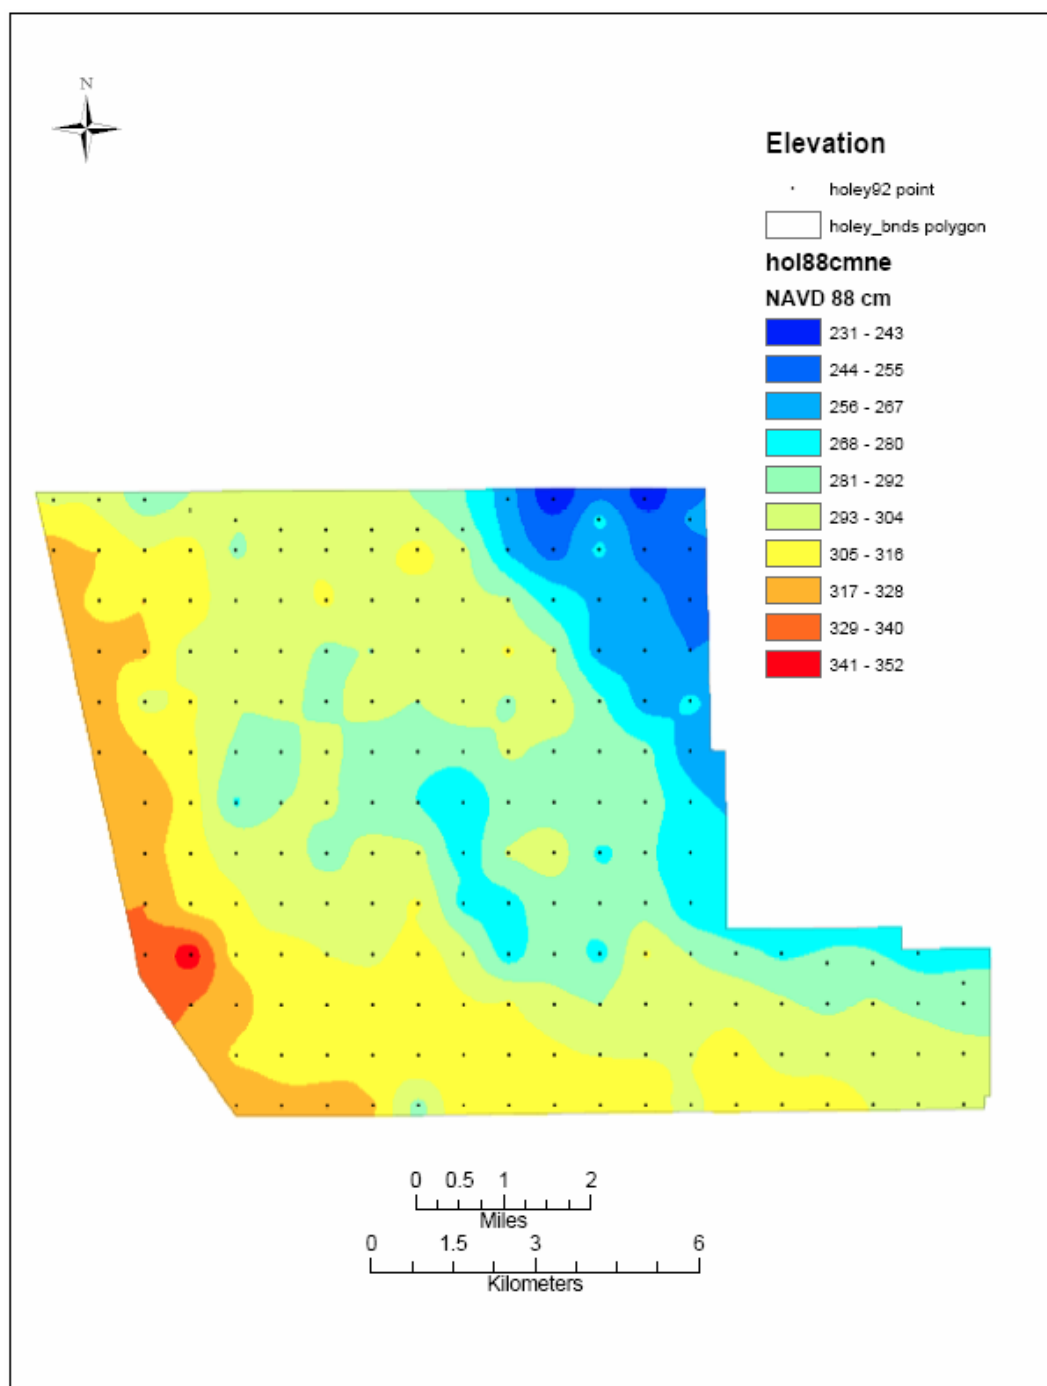 N
Elevation
holey92 point
holey_bnds polygon
hol88cmne
NAVD 88 cm
231 - 243
244 - 255
256 - 267
268 - 280
281 - 292
293 - 304
305 - 316
317 - 328
329 - 340
341 - 352
0 0.5 1 2
Miles
0 1.5 3 6
Kilometers